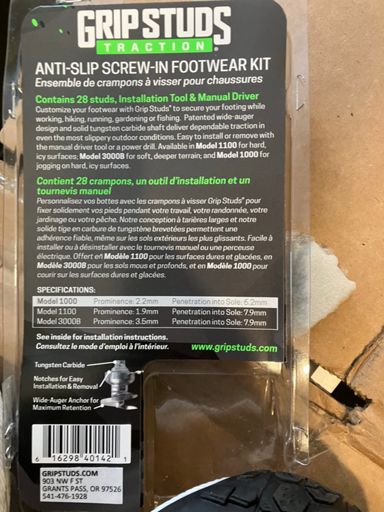 GRIPSTUDS
TRACTION
ANTI-SLIP SCREW-IN FOOTWEAR KIT
Ensemble de crampons à visser pour chaussures
Contains 28 studs, Installation Tool & Manual Driver
Customize your footwear with Grip Studs® to secure your footing while
working, hiking, running, gardening or fishing. Patented wide-auger
design and solid tungsten carbide shaft deliver dependable traction in
even the most slippery outdoor conditions. Easy to install or remove with
the manual driver tool or a power drill. Available in Model 1100 for hard,
icy surfaces; Model 3000B for soft, deeper terrain; and Model 1000 for
jogging on hard, icy surfaces.
Contient 28 crampons, un outil d'installation et un
tournevis manuel
Personnalisez vos bottes avec les crampons à visser Grip Studs® pour
fixer solidement vos pieds pendant votre travail, votre randonnée, votre
jardinage ou votre pêche. Notre conception à tarières larges et notre
solide tige en carbure de tungstène brevetées permettent une
adhérence fiable, même sur les sols extérieurs les plus glissants. Facile à
installer ou à désinstaller avec le tournevis manuel ou une perceuse
électrique. Offert en Modèle 1100 pour les surfaces dures et glacées, en
Modèle 3000B pour les sols mous et profonds, et en Modèle 1000 pour
courir sur les surfaces dures et glacées.
SPECIFICATIONS:
Model 1000 Prominence: 2.2mm Penetration into Sole: 6.2mm
Model 1100 Prominence: 1.9mm Penetration into Sole: 7.9mm
Model 3000B Prominence: 3.5mm Penetration into Sole: 7.9mm
See inside for installation instructions.
Consultez le mode d'emploi à l'intérieur.
www.gripstuds.com
Tungsten Carbide
Notches for Easy
Installation & Removal
Wide-Auger Anchor for
Maximum Retention
6 16298 40142 1
GRIPSTUDS.COM
903 NW F ST
GRANTS PASS, OR 97526
541-476-1928